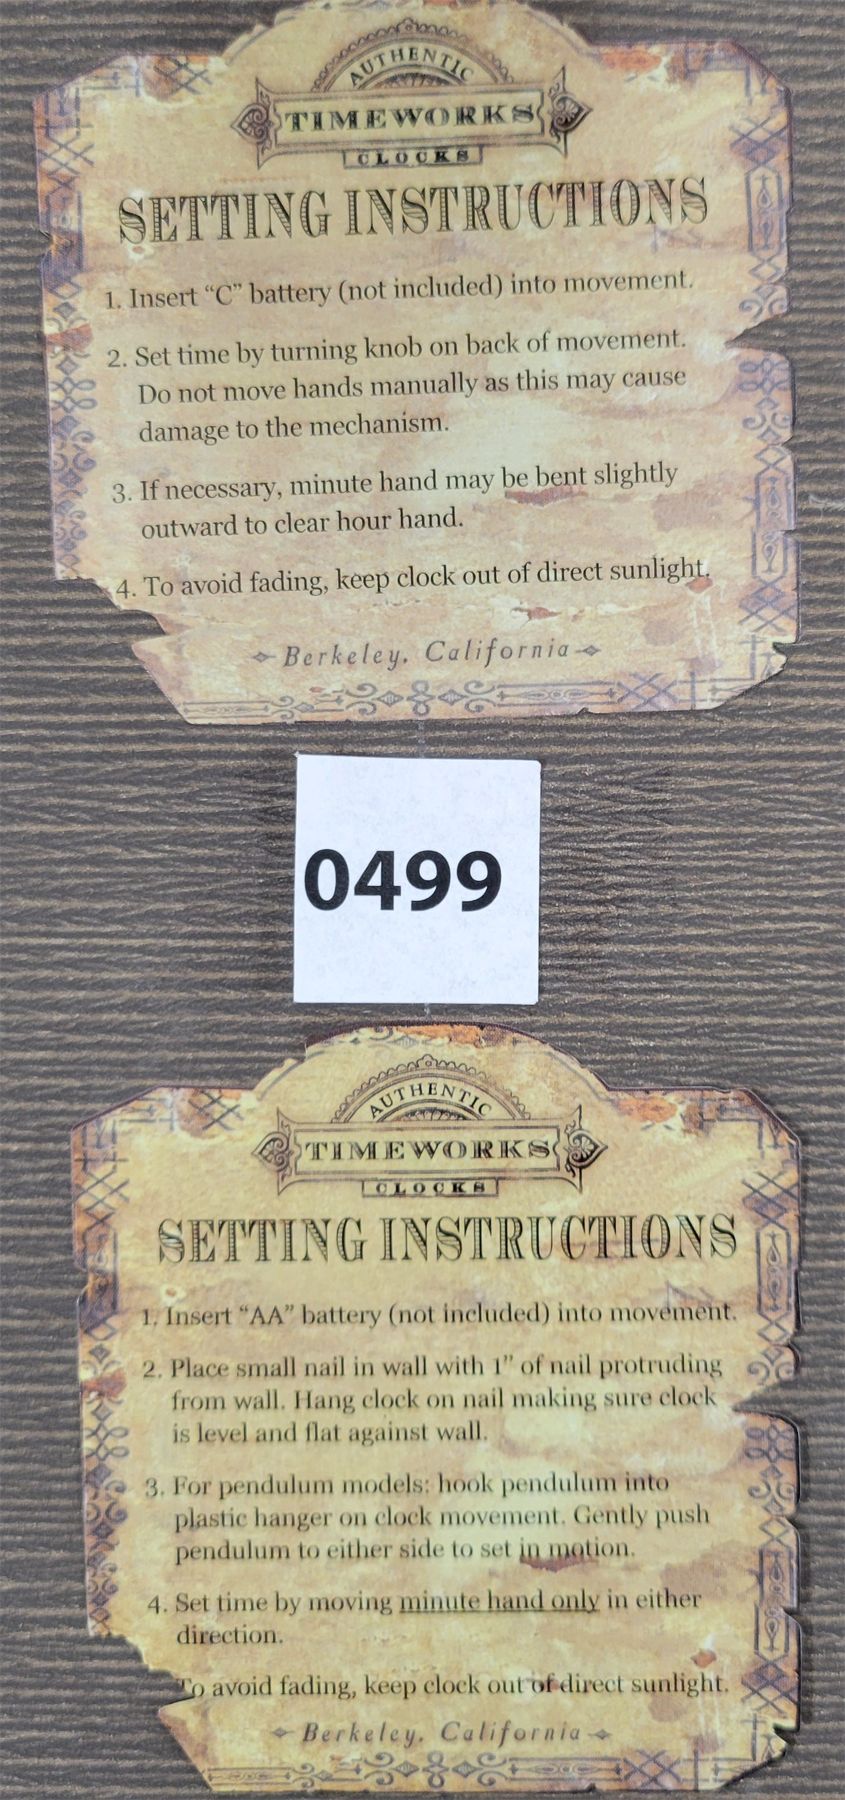 AUTHENTIC
TIMEWORKS
CLOCKS
SETTING INSTRUCTIONS
1. Insert “C” battery (not included) into movement.
2. Set time by turning knob on back of movement.
Do not move hands manually as this may cause
damage to the mechanism.
3. If necessary, minute hand may be bent slightly
outward to clear hour hand.
4. To avoid fading, keep clock out of direct sunlight.
Berkeley, California
0499
AUTHENTIC
TIMEWORKS
CLOCKS
SETTING INSTRUCTIONS
1. Insert “AA” battery (not included) into movement.
2. Place small nail in wall with 1” of nail protruding
from wall. Hang clock on nail making sure clock
is level and flat against wall.
3. For pendulum models: hook pendulum into
plastic hanger on clock movement. Gently push
pendulum to either side to set in motion.
4. Set time by moving minute hand only in either
direction.
To avoid fading, keep clock out of direct sunlight.
Berkeley, California